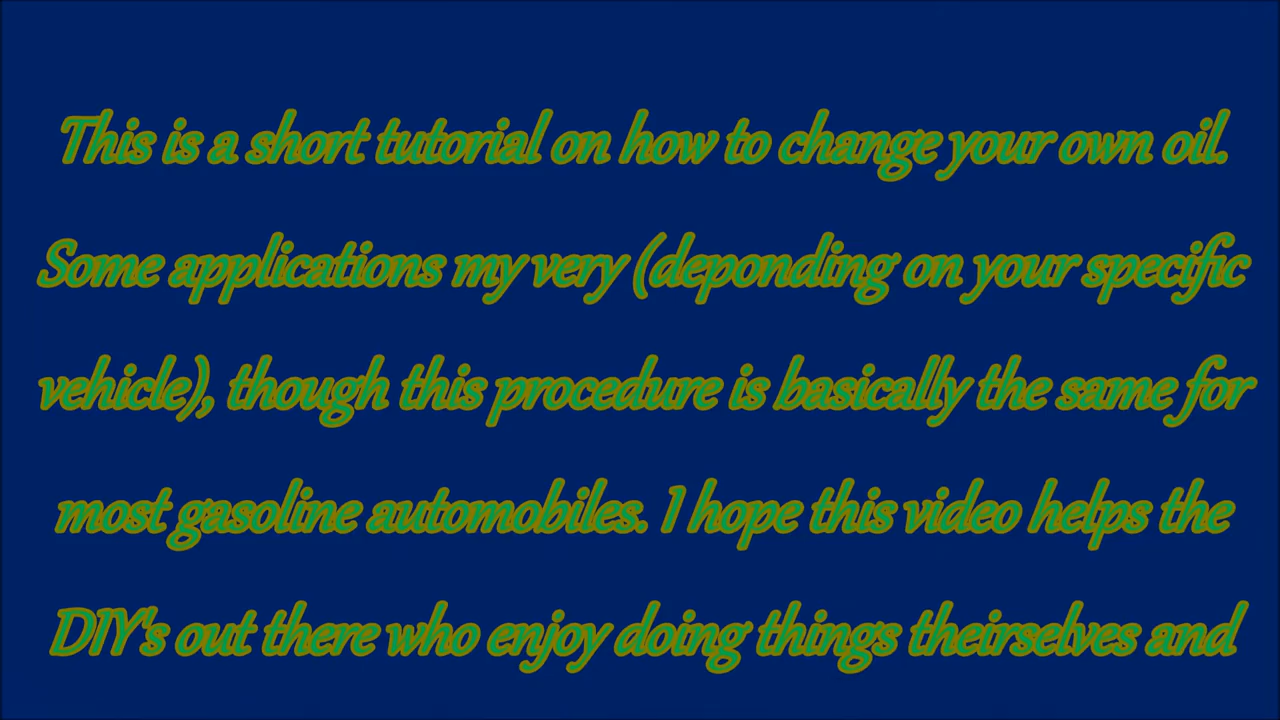 This is a short tutorial on how to change your own oil.
Some applications my very (deponding on your specific
vehicle), though this procedure is basically the same for
most gasoline automobiles. I hope this video helps the
DIY's out there who enjoy doing things theirselves and